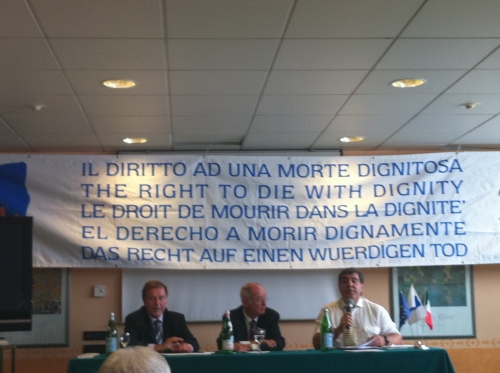 IL DIRITTO AD UNA MORTE DIGNITOSA
THE RIGHT TO DIE WITH DIGNITY
LE DROIT DE MOURIR DANS LA DIGNITE'
EL DERECHO A MORIR DIGNAMENTE
DAS RECHT AUF EINEN WUERDIGEN TOD